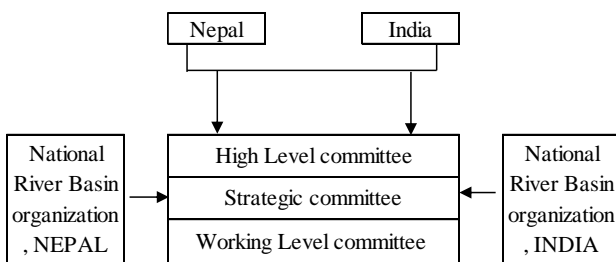 Nepal
India
National
River Basin
organization
, NEPAL
High Level committee
Strategic committee
Working Level committee
National
River Basin
organization
, INDIA